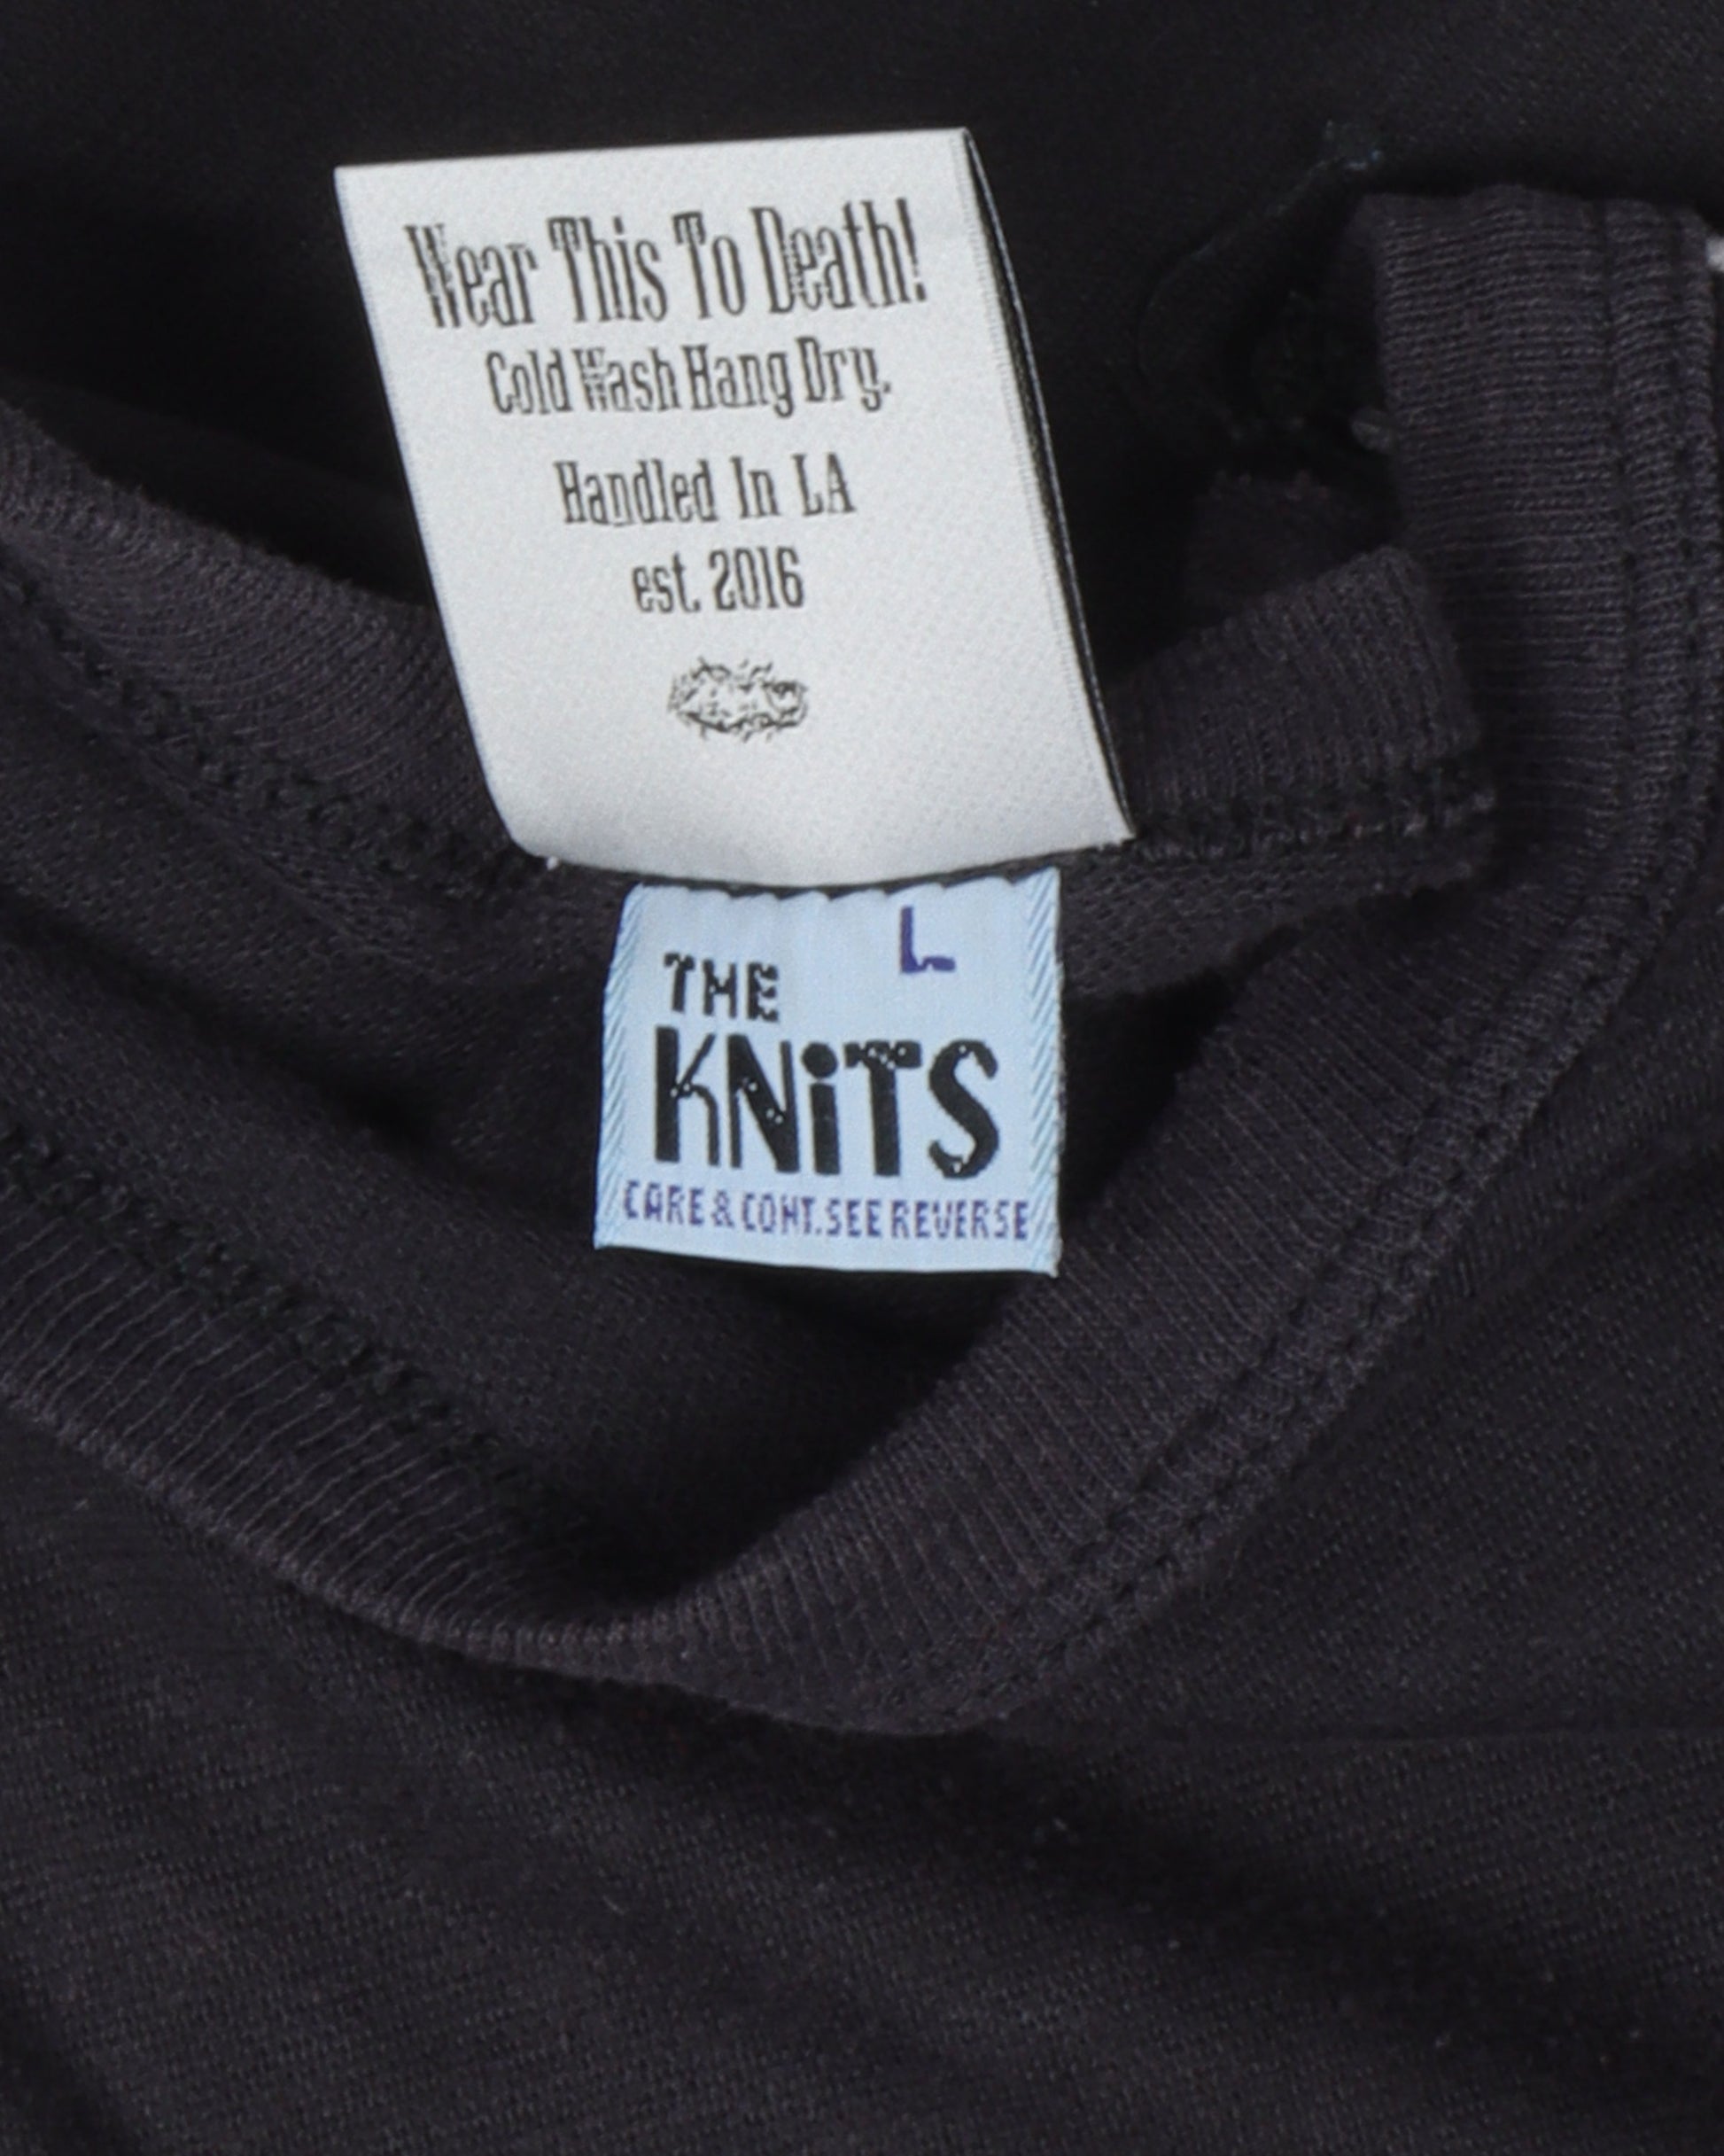 Wear This To Death!
Cold Wash Hang Dry.
Handled In LA
est. 2016
L
THE
KNiTS
CARE & CONT. SEE REVERSE